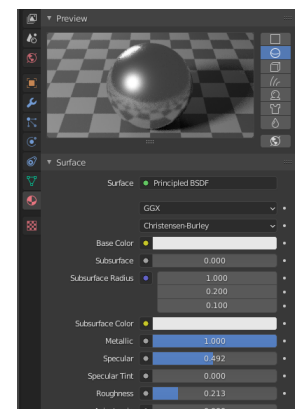 Preview
Surface
Surface Principled BSDF
GGX
Christensen-Burley
Base Color
Subsurface 0.000
Subsurface Radius 1.000
0.200
0.100
Subsurface Color
Metallic 1.000
Specular 0.492
Specular Tint 0.000
Roughness 0.213